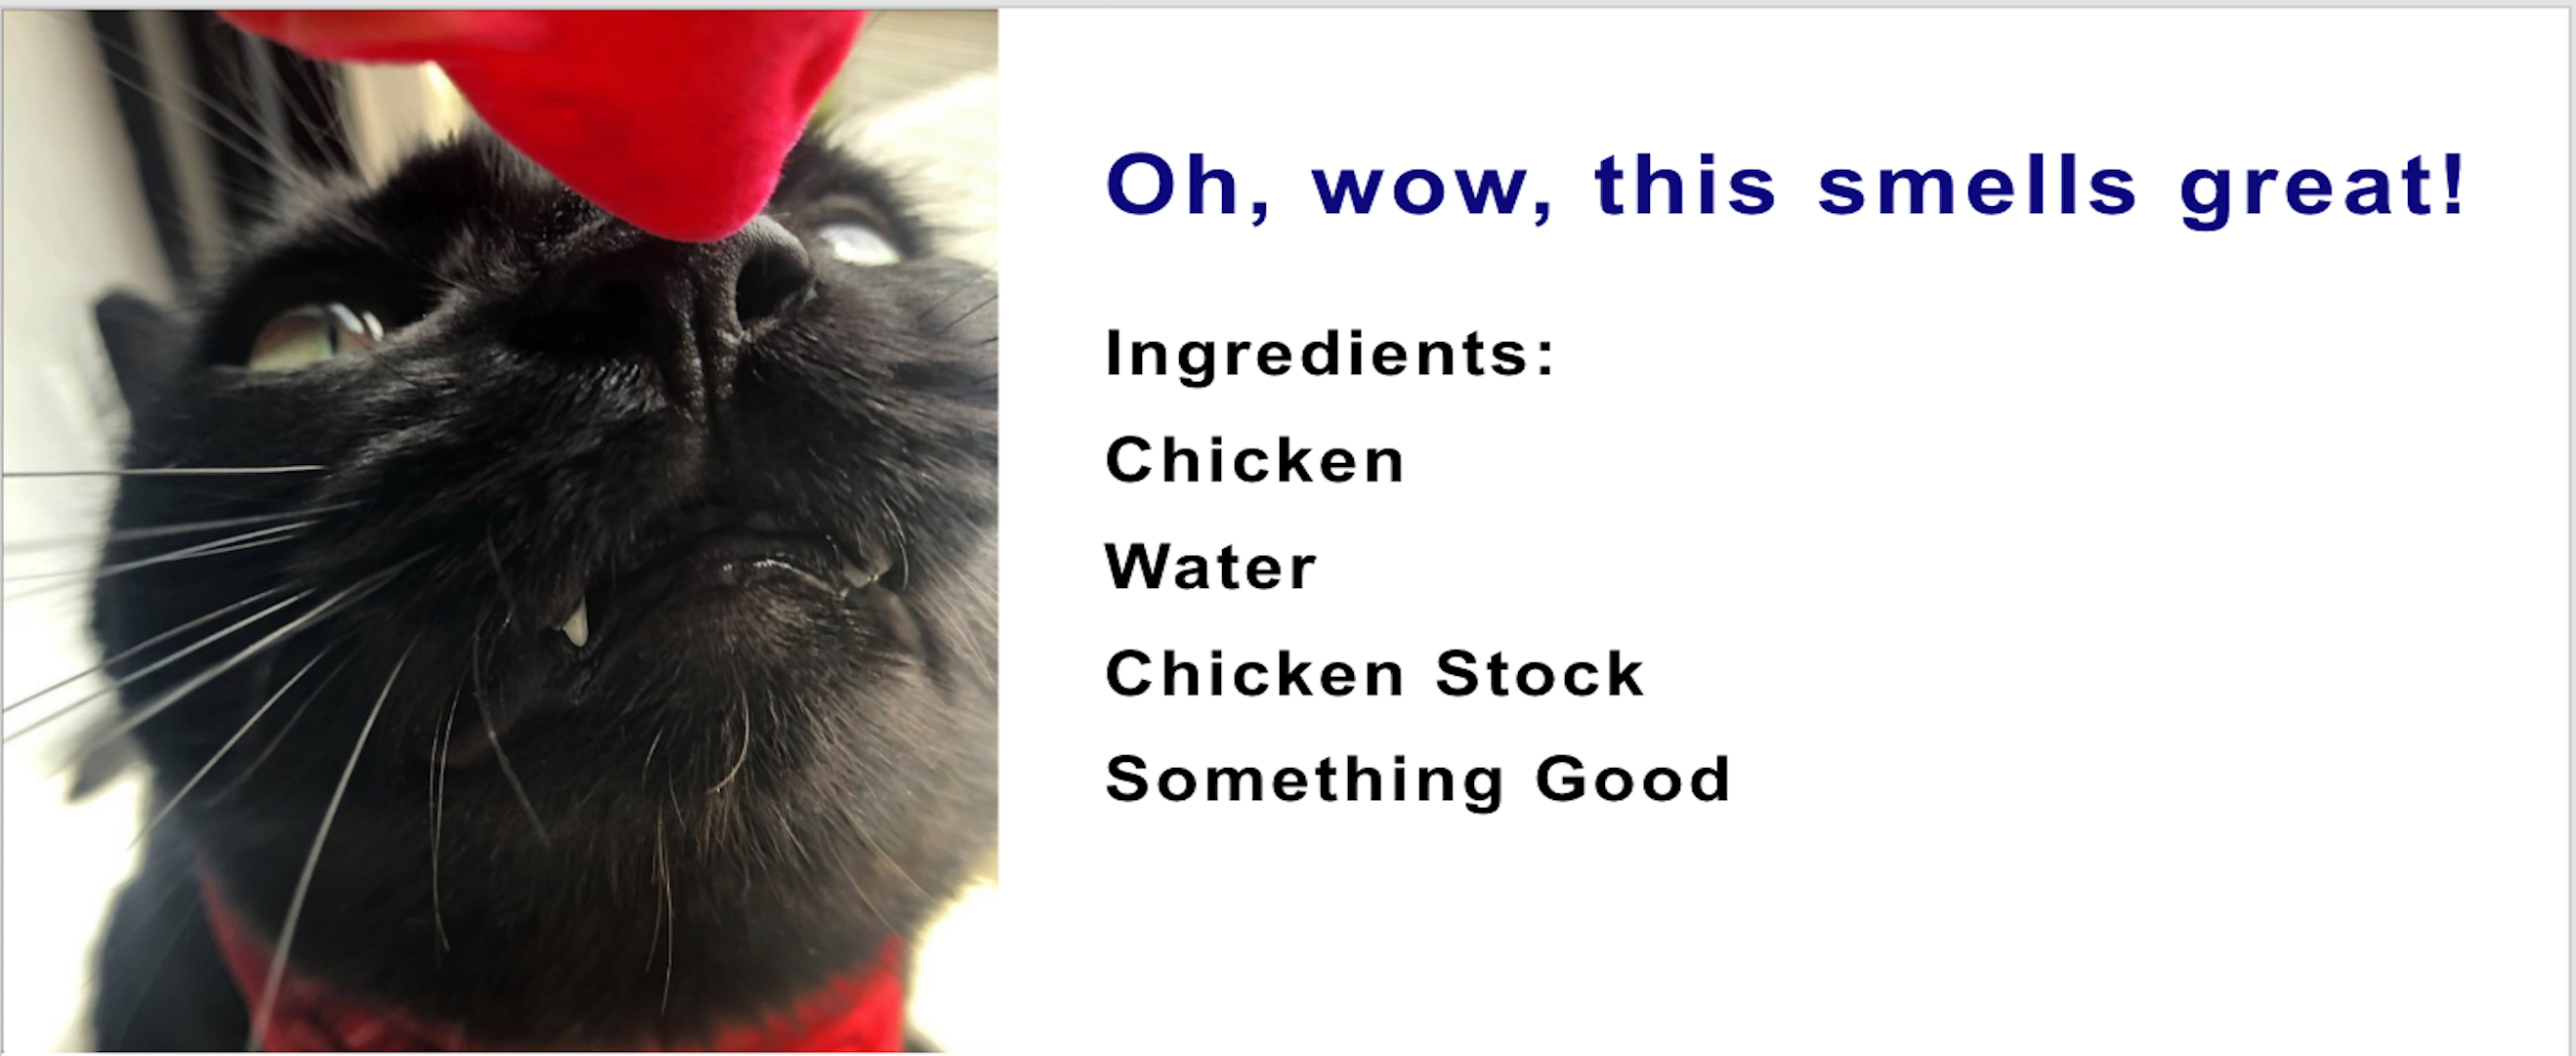 Oh, wow, this smells great!
Ingredients:
Chicken
Water
Chicken Stock
Something Good